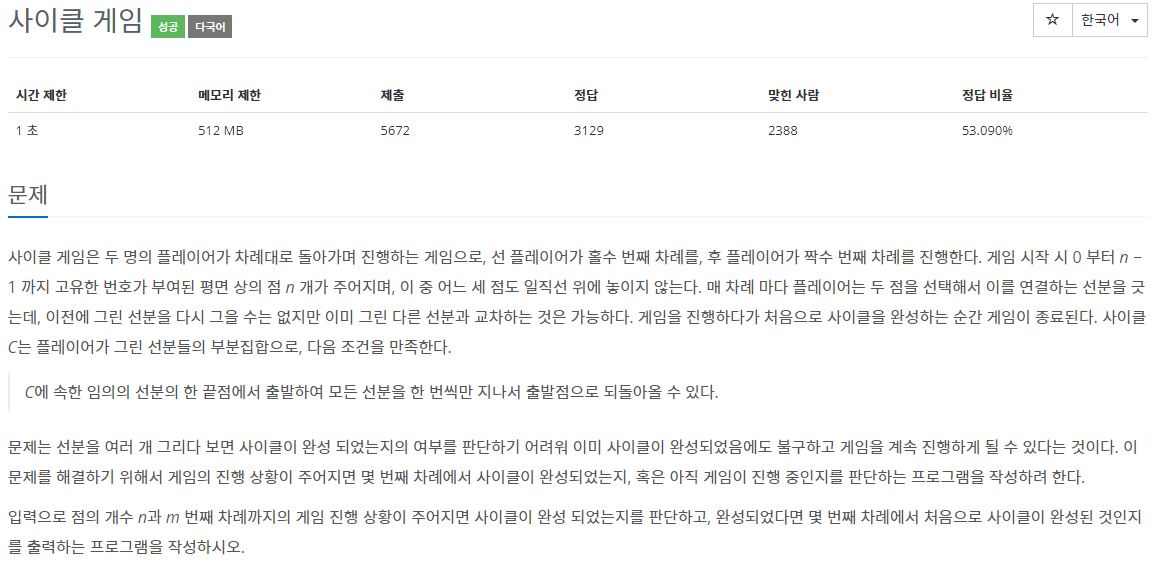 사이클 게임 성공 다국어
☆ 한국어
시간 제한 메모리 제한 제출 정답 맞힌 사람 정답 비율
1 초 512 MB 5672 3129 2388 53.090%
문제
사이클 게임은 두 명의 플레이어가 차례대로 돌아가며 진행하는 게임으로, 선 플레이어가 홀수 번째 차례를, 후 플레이어가 짝수 번째 차례를 진행한다. 게임 시작 시 0 부터 n −
1 까지 고유한 번호가 부여된 평면 상의 점 n 개가 주어지며, 이 중 어느 세 점도 일직선 위에 놓이지 않는다. 매 차례 마다 플레이어는 두 점을 선택해서 이를 연결하는 선분을 긋
는데, 이전에 그린 선분을 다시 그을 수는 없지만 이미 그린 다른 선분과 교차하는 것은 가능하다. 게임을 진행하다가 처음으로 사이클을 완성하는 순간 게임이 종료된다. 사이클
C는 플레이어가 그린 선분들의 부분집합으로, 다음 조건을 만족한다.
C에 속한 임의의 선분의 한 끝점에서 출발하여 모든 선분을 한 번씩만 지나서 출발점으로 되돌아올 수 있다.
문제는 선분을 여러 개 그리다 보면 사이클이 완성 되었는지의 여부를 판단하기 어려워 이미 사이클이 완성되었음에도 불구하고 게임을 계속 진행하게 될 수 있다는 것이다. 이
문제를 해결하기 위해서 게임의 진행 상황이 주어지면 몇 번째 차례에서 사이클이 완성되었는지, 혹은 아직 게임이 진행 중인지를 판단하는 프로그램을 작성하려 한다.
입력으로 점의 개수 n과 m 번째 차례까지의 게임 진행 상황이 주어지면 사이클이 완성 되었는지를 판단하고, 완성되었다면 몇 번째 차례에서 처음으로 사이클이 완성된 것인지
를 출력하는 프로그램을 작성하시오.